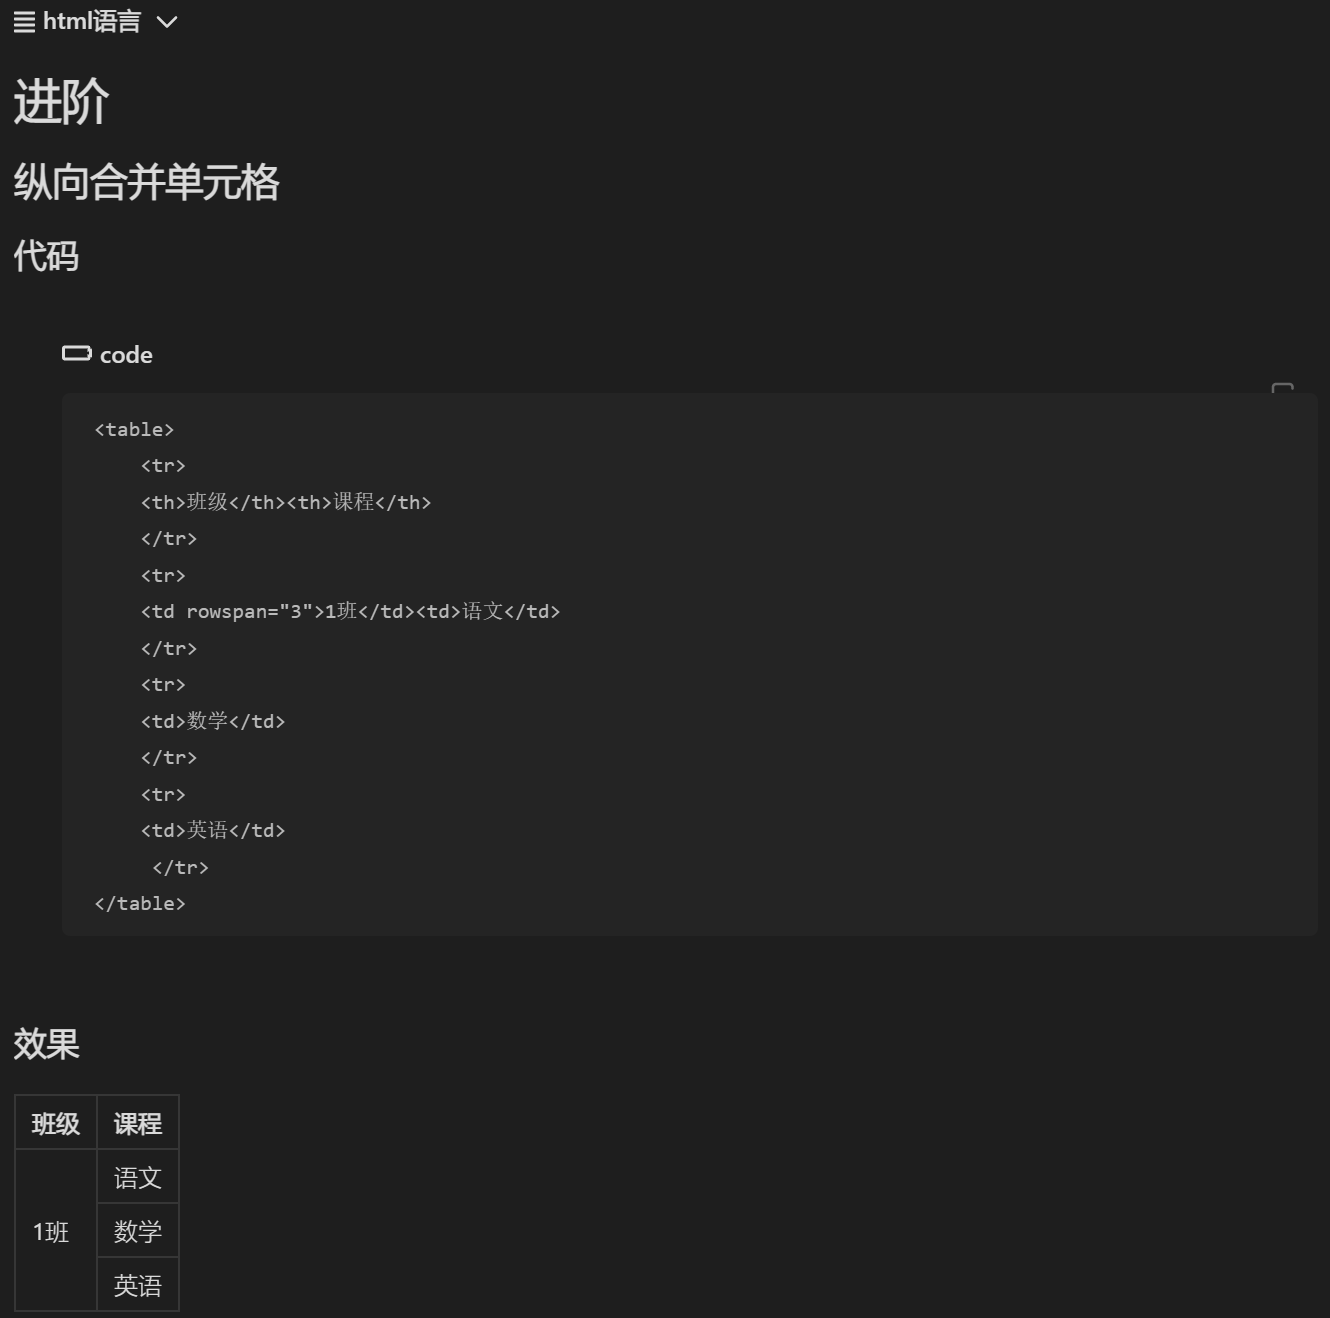 html语言
进阶
纵向合并单元格
代码
code
<table>
    <tr>
    <th>班级</th><th>课程</th>
    </tr>
    <tr>
    <td rowspan="3">1班</td><td>语文</td>
    </tr>
    <tr>
    <td>数学</td>
    </tr>
    <tr>
    <td>英语</td>
     </tr>
</table>
效果
班级 课程
语文
1班 数学
英语